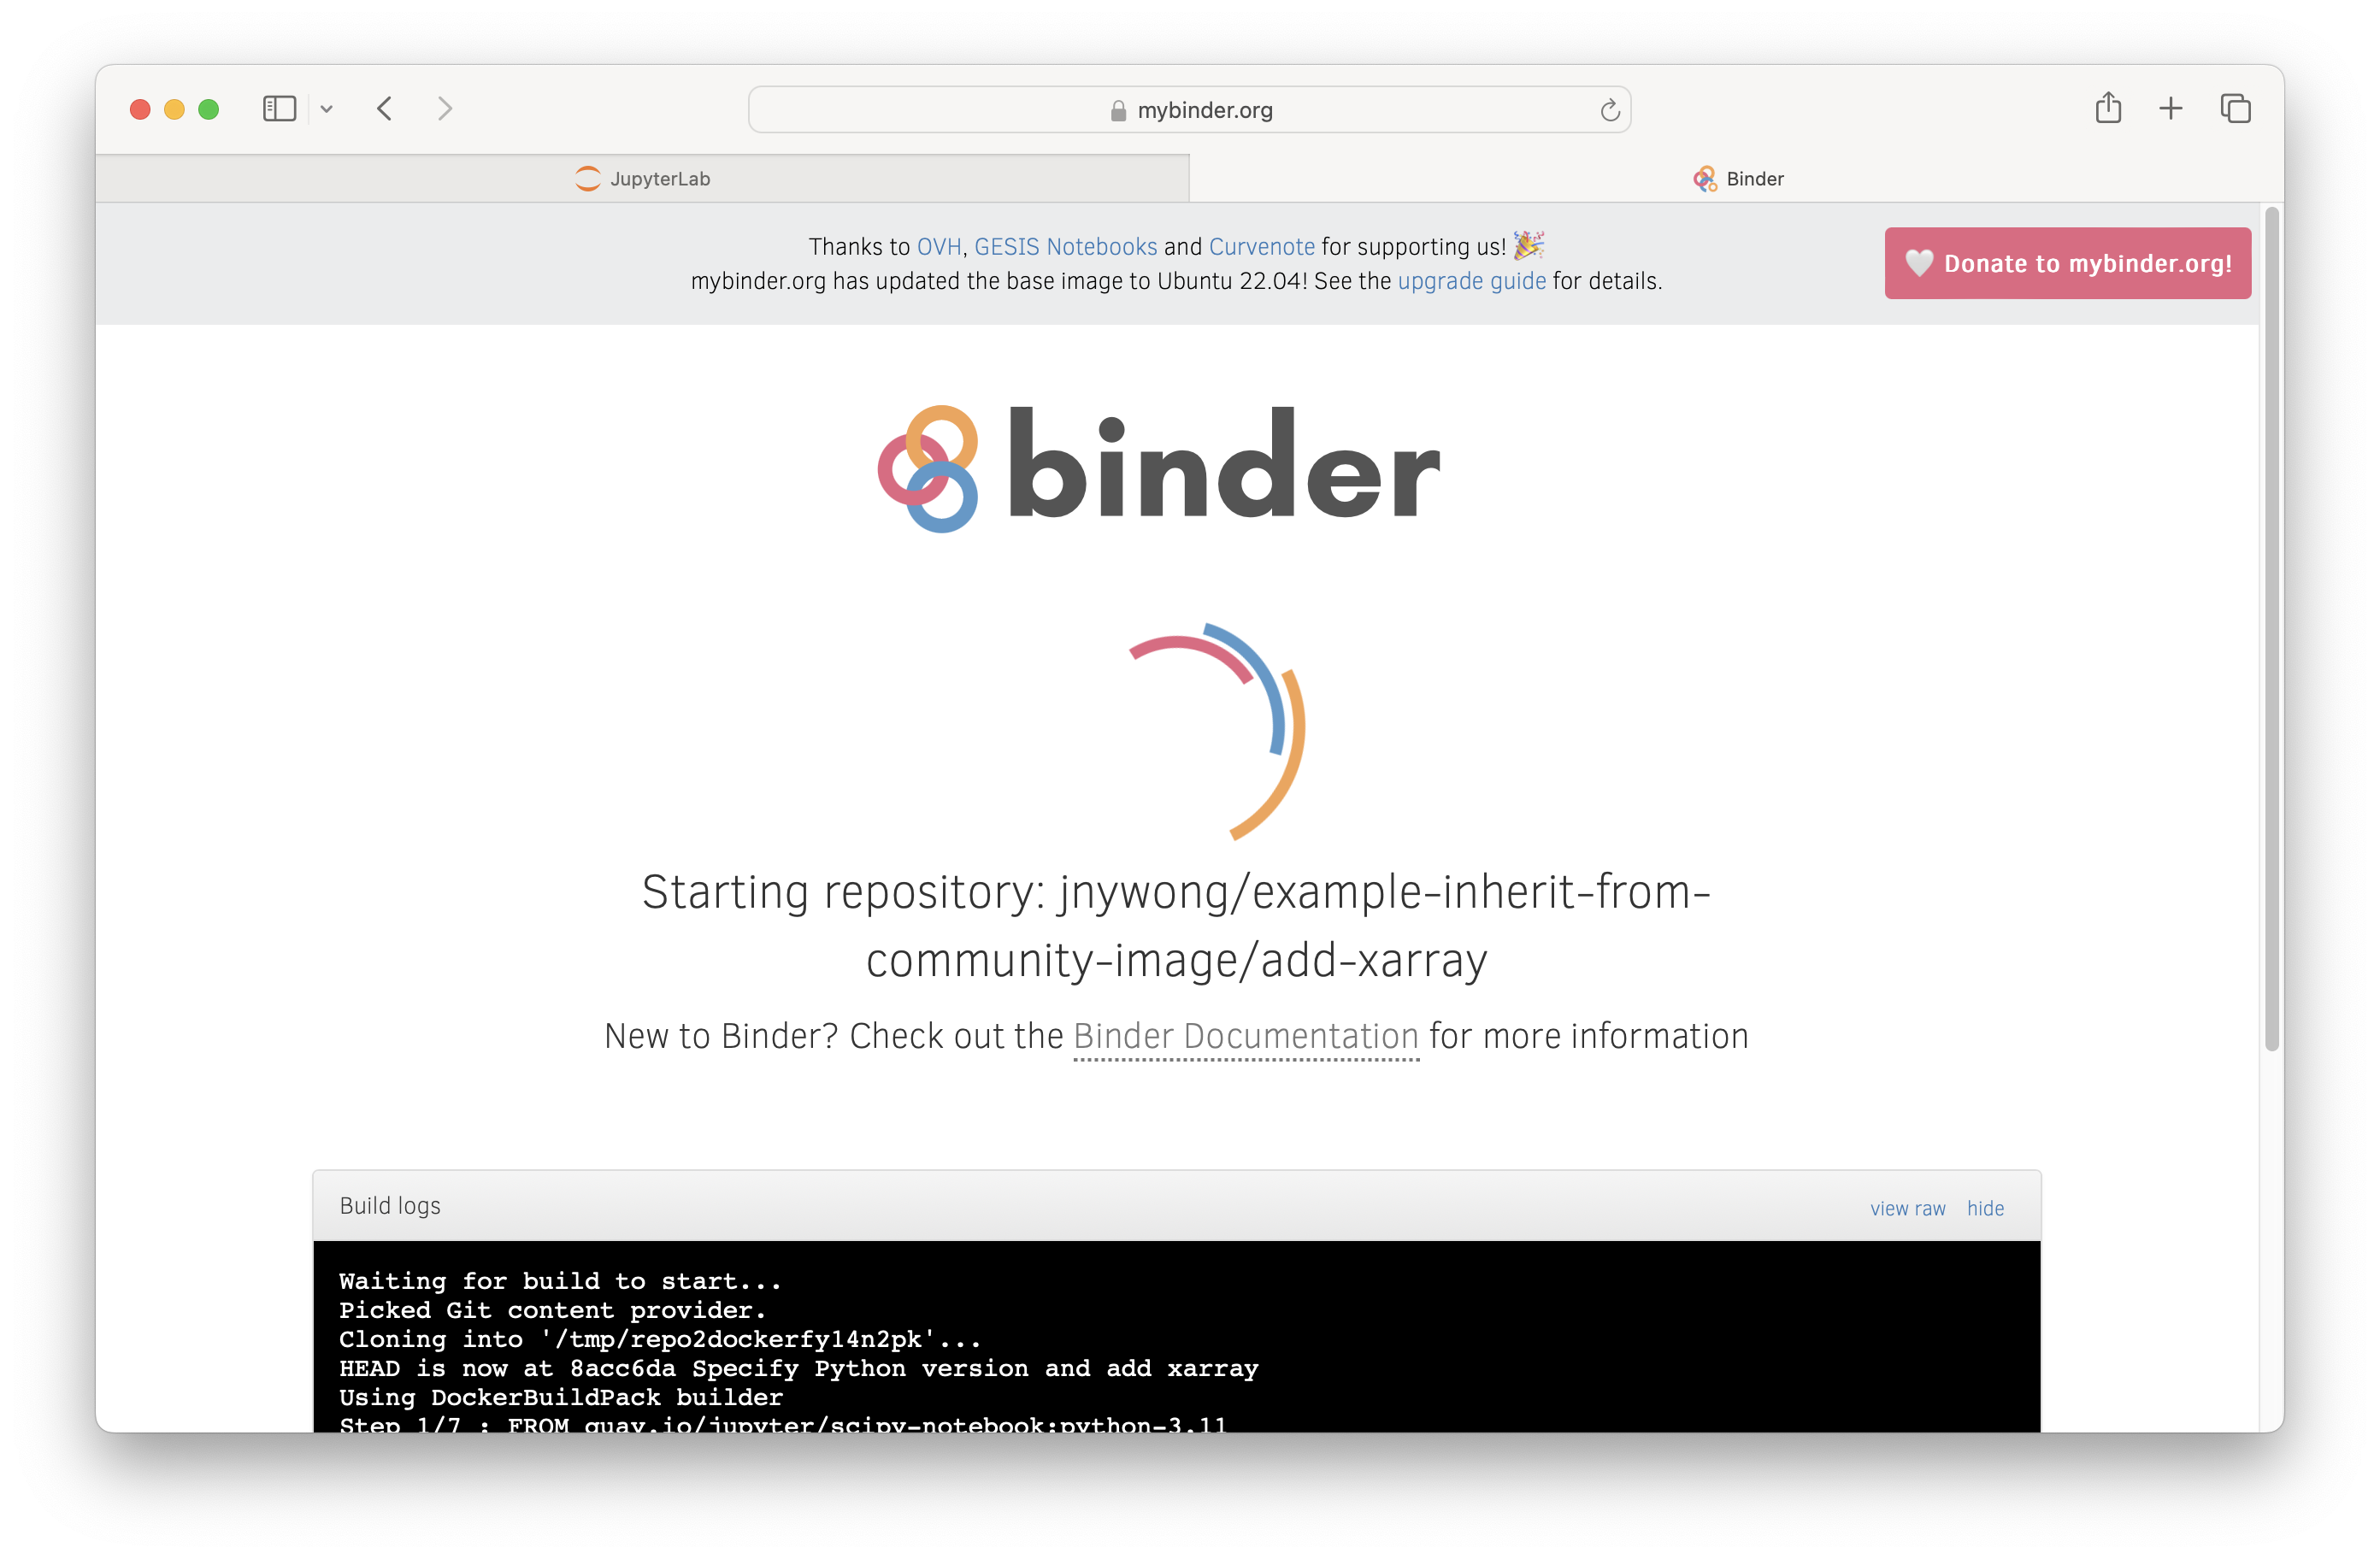 mybinder.org
JupyterLab
Binder
Thanks to OVH, GESIS Notebooks and Curvenote for supporting us! 🎉
mybinder.org has updated the base image to Ubuntu 22.04! See the upgrade guide for details.
🤍 Donate to mybinder.org!
binder
Starting repository: jnywong/example-inherit-from-
community-image/add-xarray
New to Binder? Check out the Binder Documentation for more information
Build logs
view raw
hide
Waiting for build to start...
Picked Git content provider.
Cloning into '/tmp/repo2dockerfy14n2pk'...
HEAD is now at 8acc6da Specify Python version and add xarray
Using DockerBuildPack builder
Step 1/7 : FROM quay.io/jupyter/scipy-notebook:python-3.11